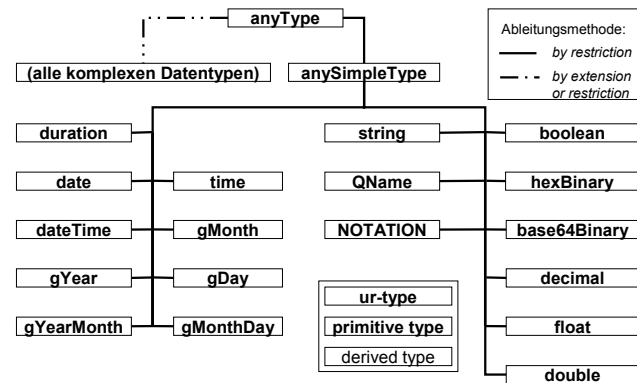 anyType
Ableitungsmethode:
by restriction
by extension
or restriction
(alle komplexen Datentypen)
anySimpleType
duration
string
boolean
date
time
QName
hexBinary
dateTime
gMonth
NOTATION
base64Binary
gYear
gDay
decimal
ur-type
gYearMonth
gMonthDay
primitive type
float
derived type
double